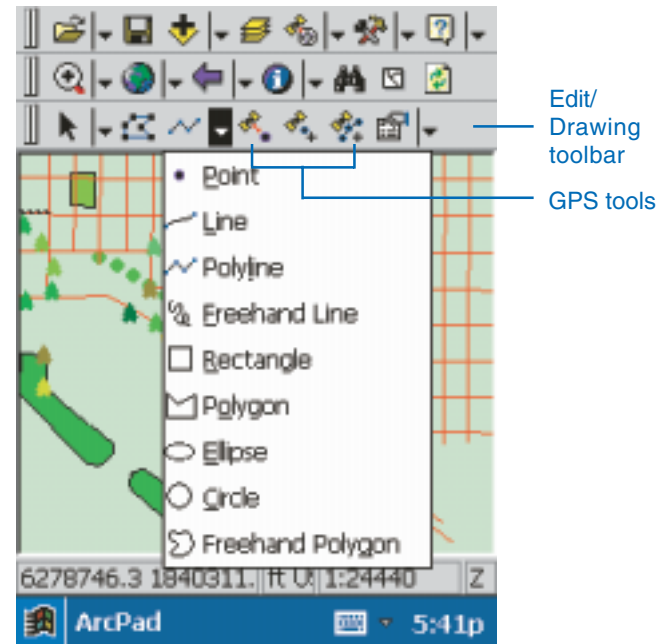 Edit/
Drawing
toolbar
GPS tools
Point
Line
Polyline
Freehand Line
Rectangle
Polygon
Ellipse
Circle
Freehand Polygon
6278746.3 1840311. ft 1:24440 Z
ArcPad 5:41p